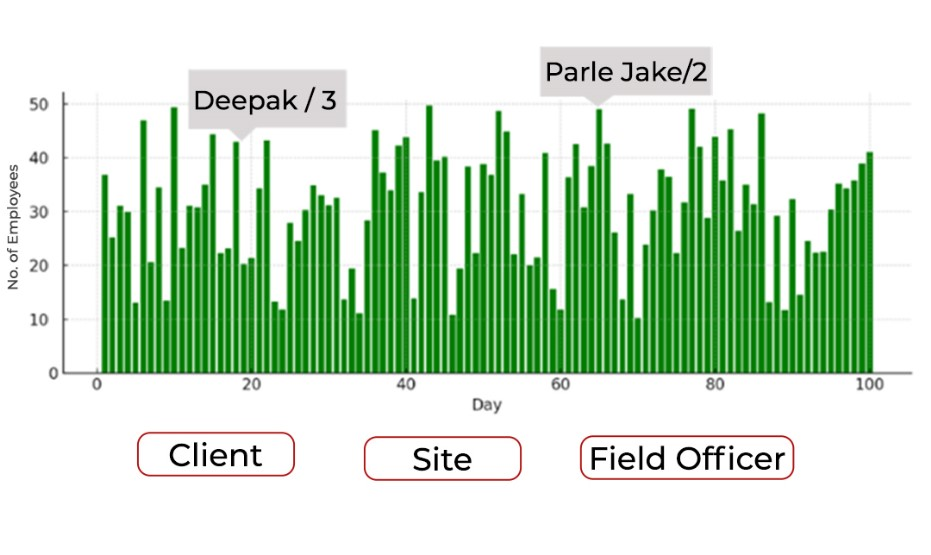 Parle Jake/2
Deepak / 3
No. of Employees
50
40
30
20
10
0
0 20 40 60 80 100
Day
Client Site Field Officer